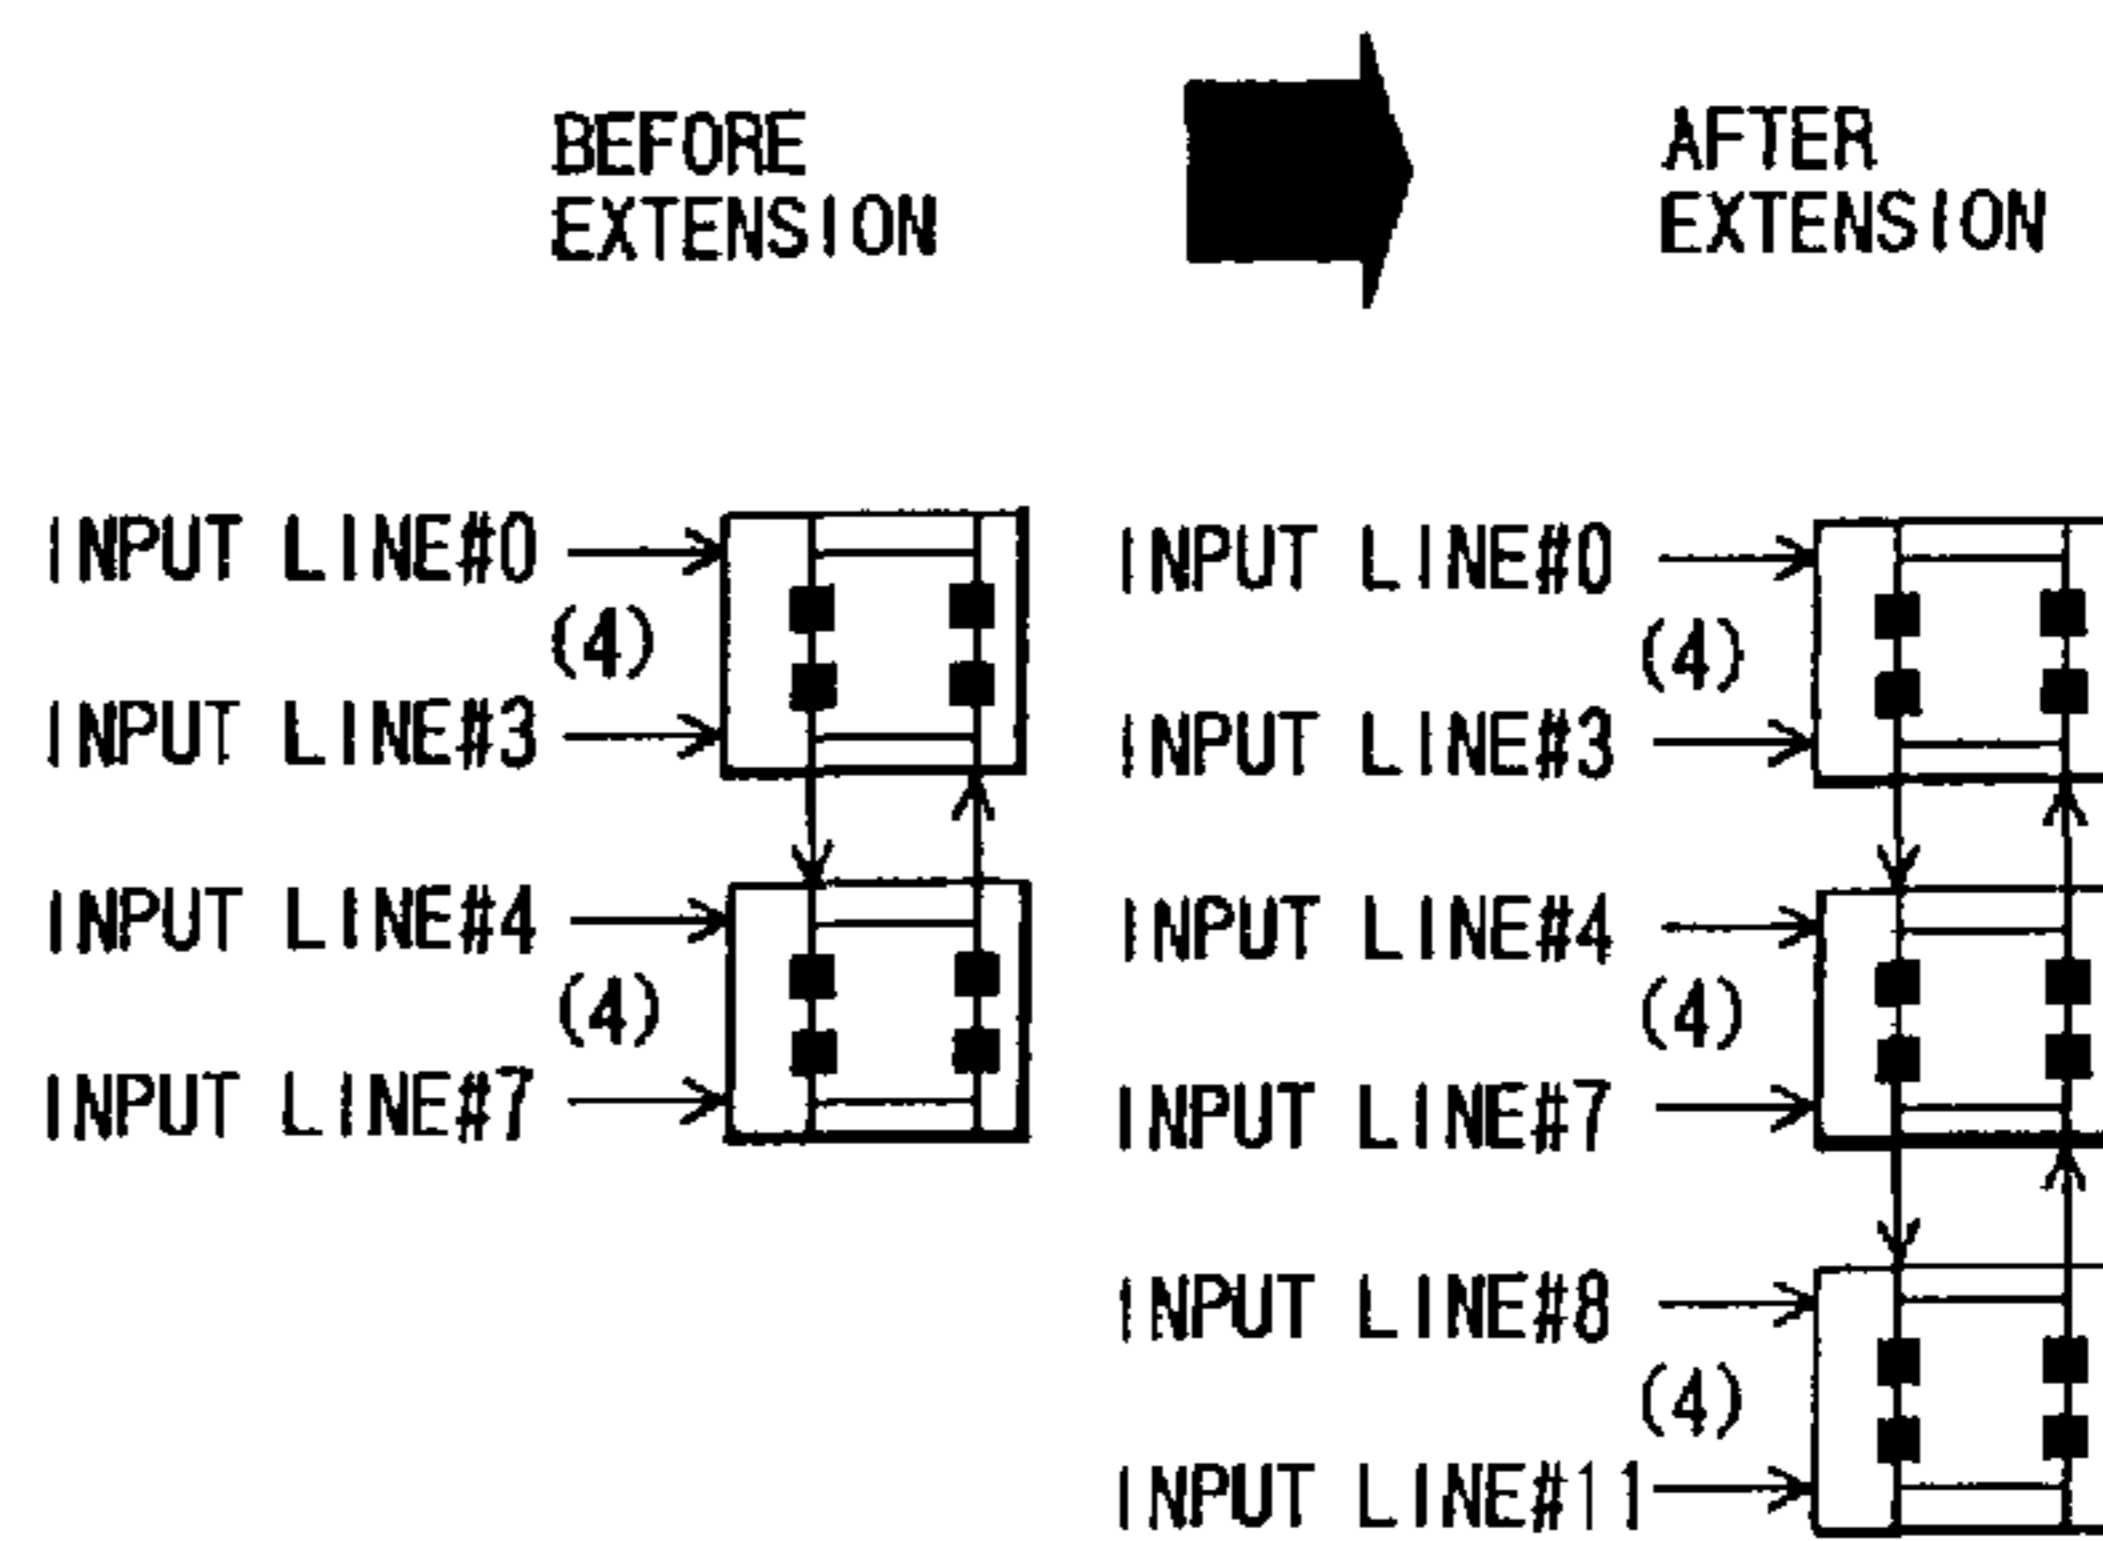 BEFORE
EXTENSION
AFTER
EXTENSION
INPUT LINE#0
(4)
INPUT LINE#3
INPUT LINE#4
(4)
INPUT LINE#7
INPUT LINE#0
(4)
INPUT LINE#3
INPUT LINE#4
(4)
INPUT LINE#7
INPUT LINE#8
(4)
INPUT LINE#11